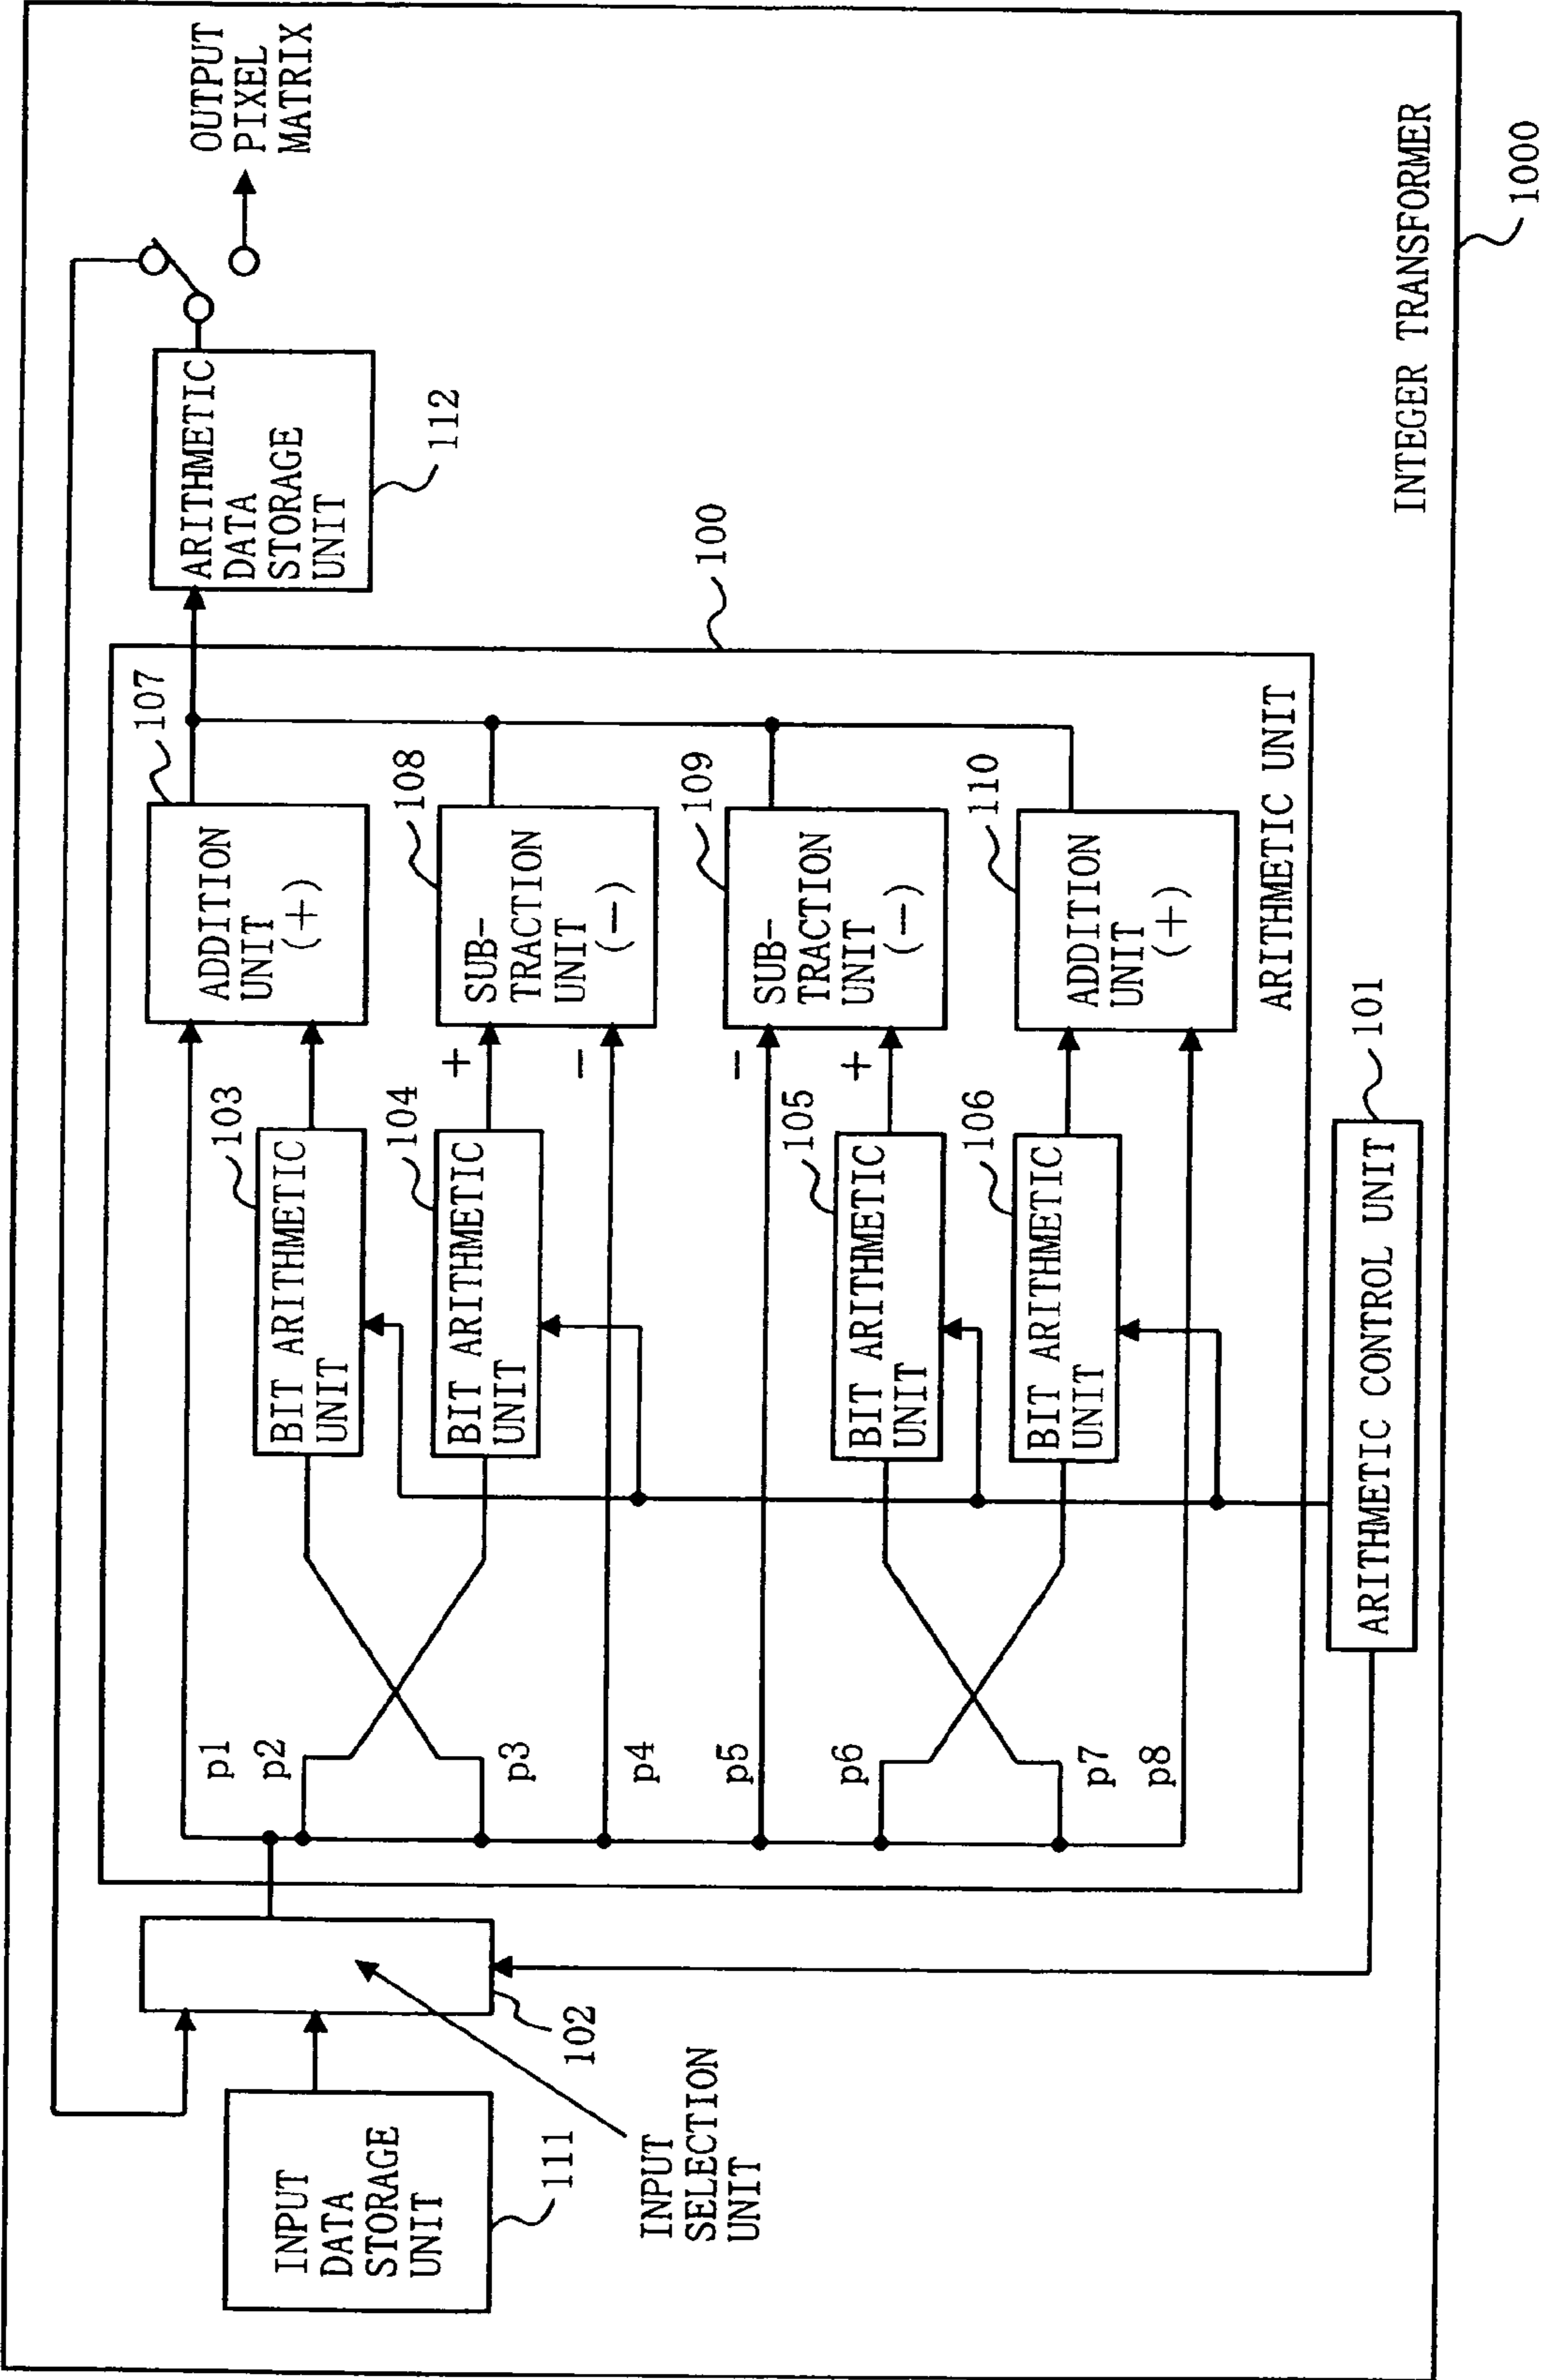 INPUT
DATA
STORAGE
UNIT
111
INPUT
SELECTION
UNIT
102
p1
p2
p3
p4
p5
p6
p7
p8
BIT ARITHMETIC
UNIT
103
BIT ARITHMETIC
UNIT
104
BIT ARITHMETIC
UNIT
105
BIT ARITHMETIC
UNIT
106
+
-
-
+
ADDITION
UNIT
(+)
107
SUB-
TRACTION
UNIT
(-)
108
SUB-
TRACTION
UNIT
(-)
109
ADDITION
UNIT
(+)
110
ARITHMETIC UNIT
100
ARITHMETIC CONTROL UNIT
101
ARITHMETIC
DATA
STORAGE
UNIT
112
OUTPUT
PIXEL
MATRIX
INTEGER TRANSFORMER
1000